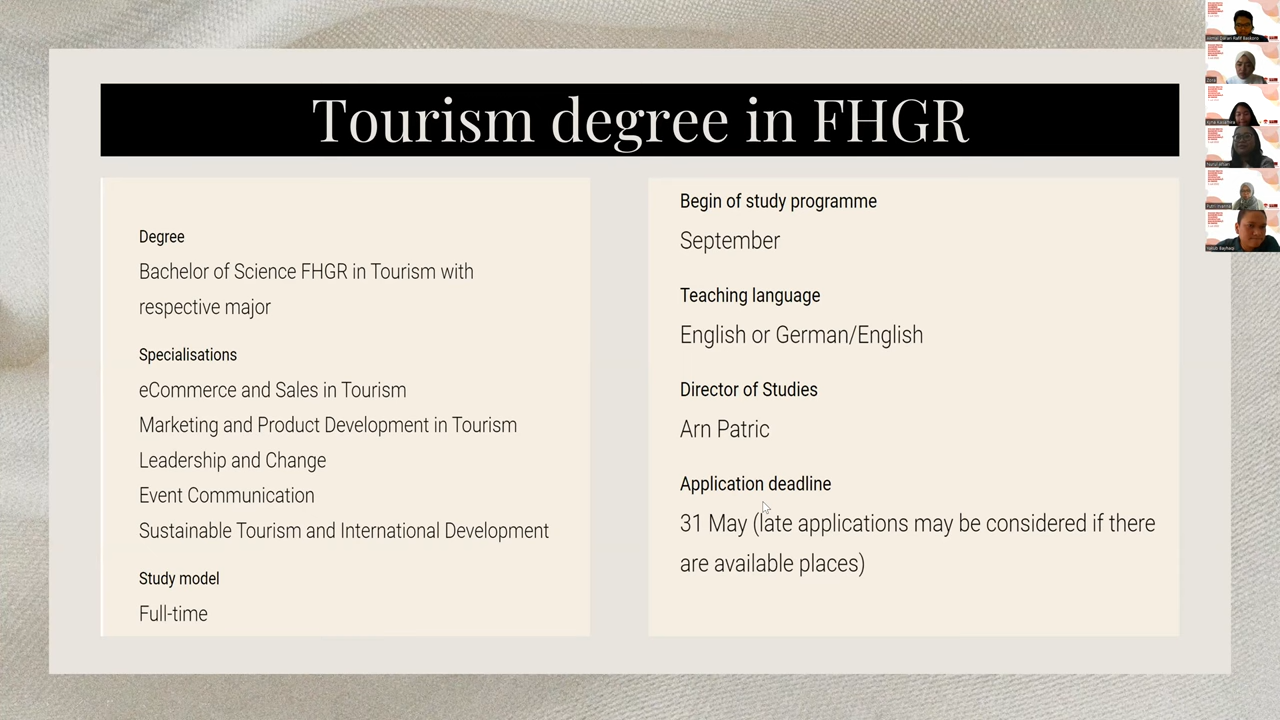 Tourism degree in FHGR
Degree
Bachelor of Science FHGR in Tourism with
respective major
Specialisations
eCommerce and Sales in Tourism
Marketing and Product Development in Tourism
Leadership and Change
Event Communication
Sustainable Tourism and International Development
Study model
Full-time
Begin of study programme
September
Teaching language
English or German/English
Director of Studies
Arn Patric
Application deadline
31 May (late applications may be considered if there
are available places)